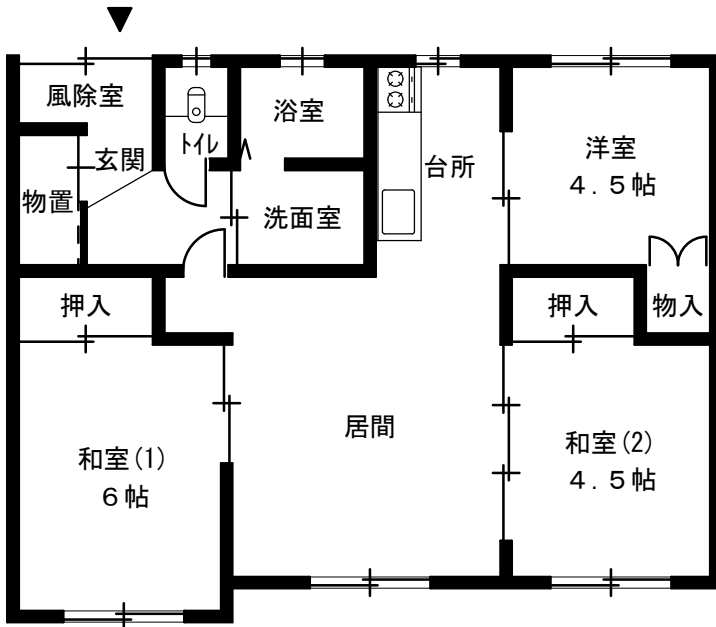 風除室
玄関
物置
トイレ
浴室
洗面室
台所
洋室
４.５帖
押入
押入
物入
居間
和室(1)
６帖
和室(2)
４.５帖